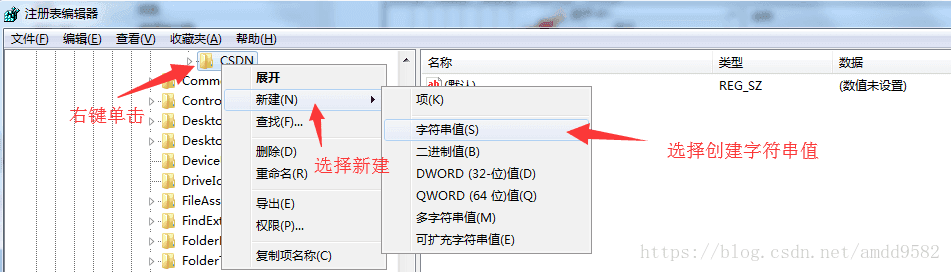 注册表编辑器
文件(F) 编辑(E) 查看(V) 收藏夹(A) 帮助(H)
CSDN
Comm
Contro
Deskto
Deskto
Device
DriveIc
FileAss
FindExt
Folder
Folder
右键单击
展开
新建(N)
查找(F)...
删除(D)
重命名(R)
导出(E)
权限(P)...
复制项名称(C)
选择新建
项(K)
字符串值(S)
二进制值(B)
DWORD (32-位)值(D)
QWORD (64 位)值(Q)
多字符串值(M)
可扩充字符串值(E)
选择创建字符串值
名称 类型 数据
(默认) REG_SZ (数值未设置)
https://blog.csdn.net/amdd9582